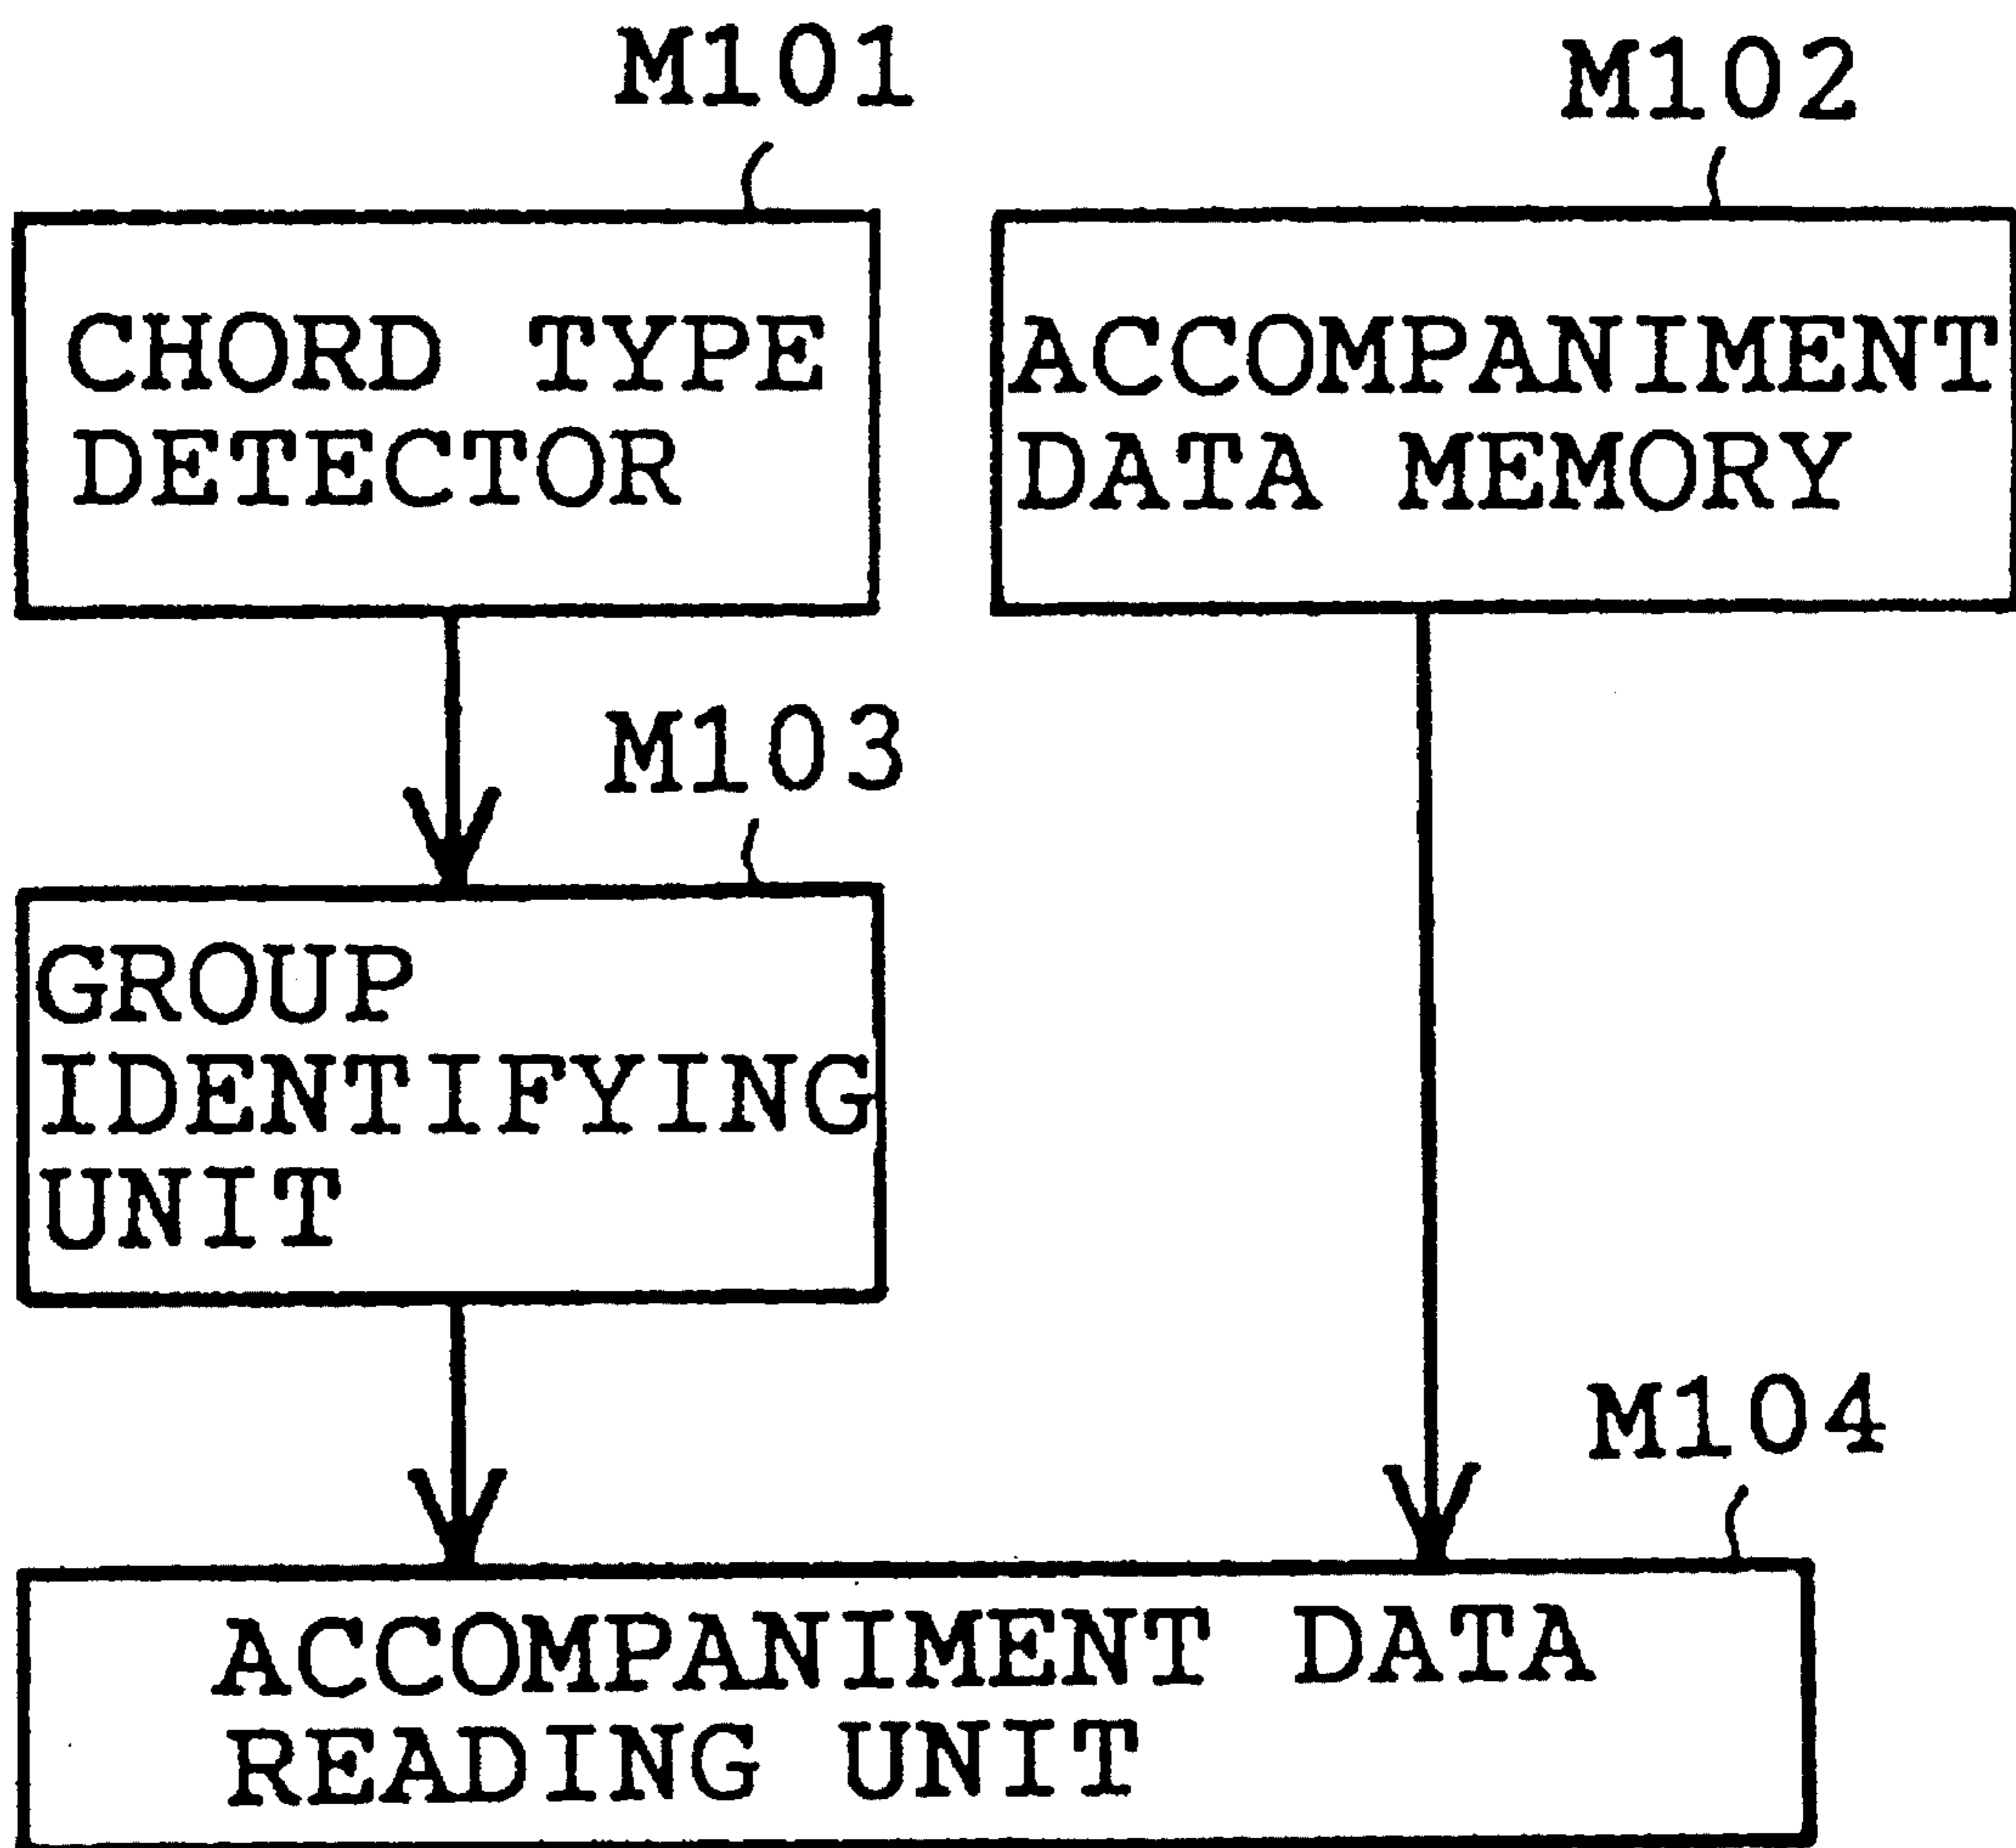 M101
CHORD TYPE
DETECTOR
M102
ACCOMPANIMENT
DATA MEMORY
M103
GROUP
IDENTIFYING
UNIT
M104
ACCOMPANIMENT DATA
READING UNIT